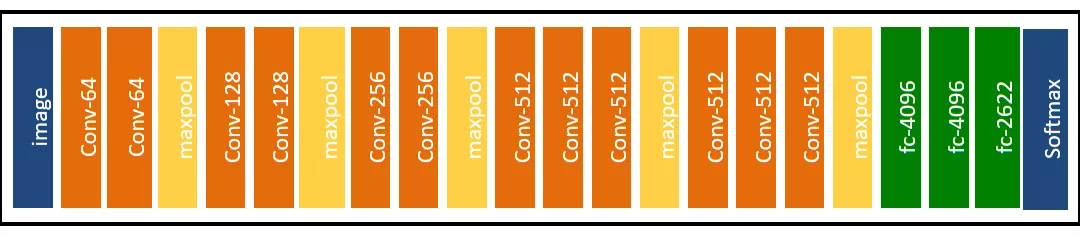 image
Conv-64
Conv-64
maxpool
Conv-128
Conv-128
maxpool
Conv-256
Conv-256
maxpool
Conv-512
Conv-512
Conv-512
maxpool
Conv-512
Conv-512
Conv-512
maxpool
fc-4096
fc-4096
fc-2622
Softmax